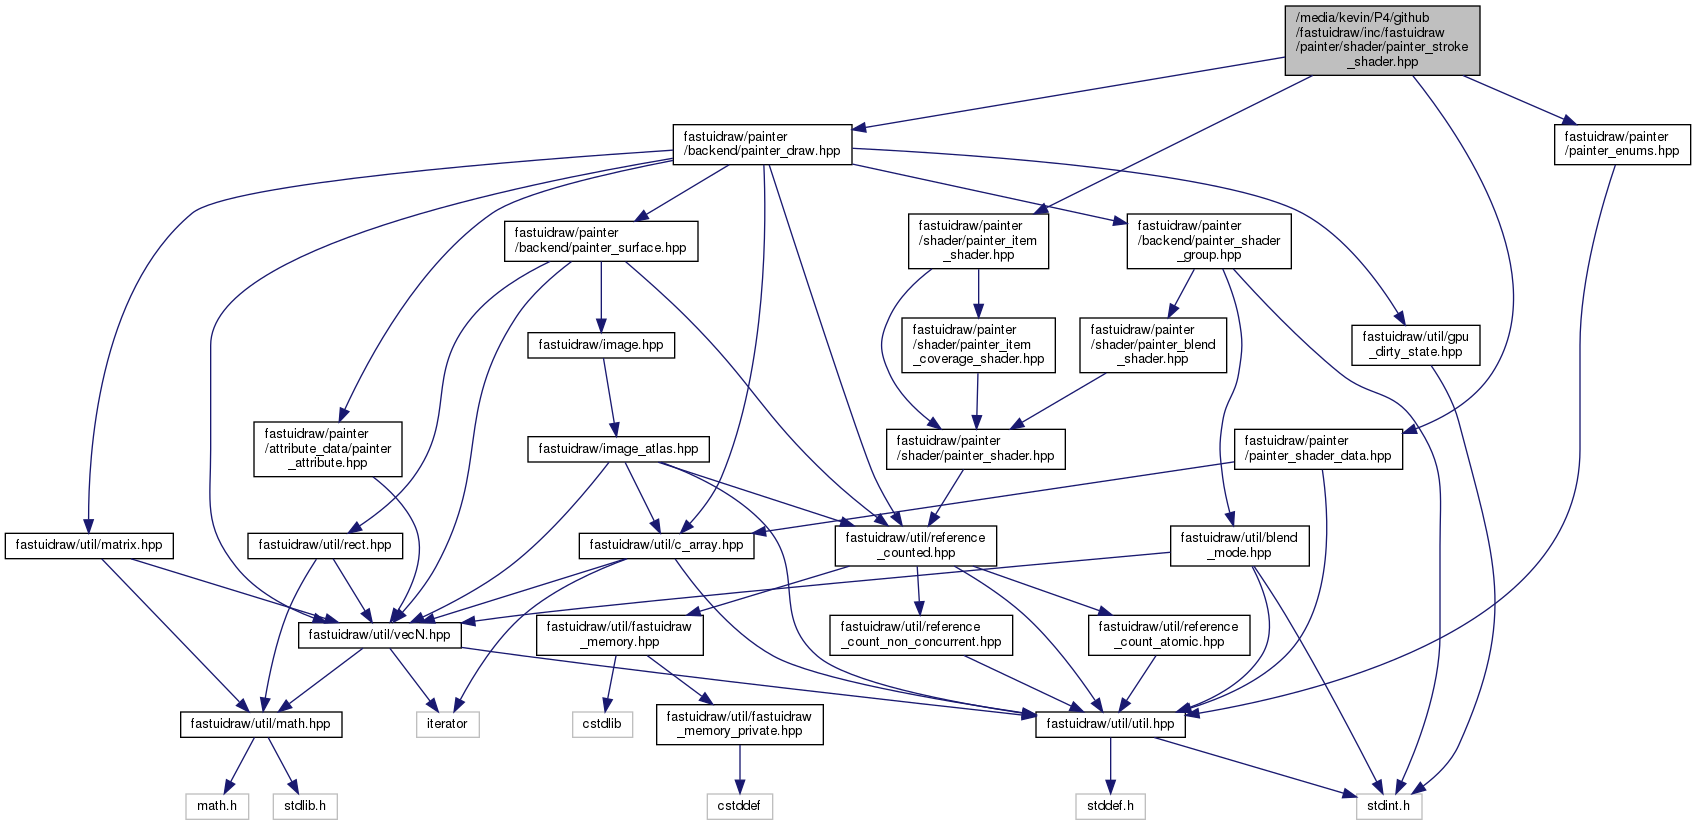 /media/kevin/P4/github
/fastuidraw/inc/fastuidraw
/painter/shader/painter_stroke
_shader.hpp
fastuidraw/painter
/backend/painter_draw.hpp
fastuidraw/painter
/painter_enums.hpp
fastuidraw/painter
/backend/painter_surface.hpp
fastuidraw/painter
/shader/painter_item
_shader.hpp
fastuidraw/painter
/backend/painter_shader
_group.hpp
fastuidraw/image.hpp
fastuidraw/painter
/shader/painter_item
_coverage_shader.hpp
fastuidraw/painter
/shader/painter_blend
_shader.hpp
fastuidraw/util/gpu
_dirty_state.hpp
fastuidraw/painter
/attribute_data/painter
_attribute.hpp
fastuidraw/image_atlas.hpp
fastuidraw/painter
/shader/painter_shader.hpp
fastuidraw/painter
/painter_shader_data.hpp
fastuidraw/util/matrix.hpp
fastuidraw/util/rect.hpp
fastuidraw/util/c_array.hpp
fastuidraw/util/reference
_counted.hpp
fastuidraw/util/blend
_mode.hpp
fastuidraw/util/vecN.hpp
fastuidraw/util/fastuidraw
_memory.hpp
fastuidraw/util/reference
_count_non_concurrent.hpp
fastuidraw/util/reference
_count_atomic.hpp
fastuidraw/util/math.hpp
iterator
cstdlib
fastuidraw/util/fastuidraw
_memory_private.hpp
fastuidraw/util/util.hpp
math.h
stdlib.h
cstddef
stddef.h
stdint.h